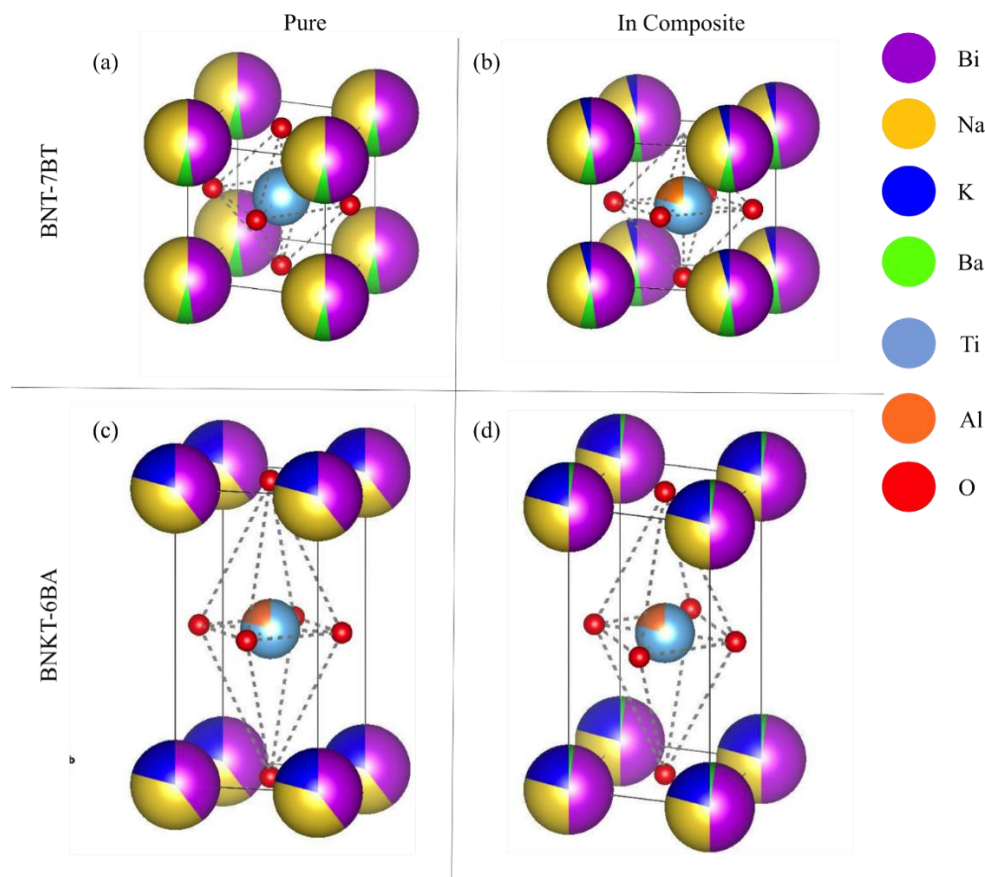 Pure
In Composite
(a)
(b)
BNT-7BT
(c)
(d)
BNKT-6BA
Bi
Na
K
Ba
Ti
Al
O